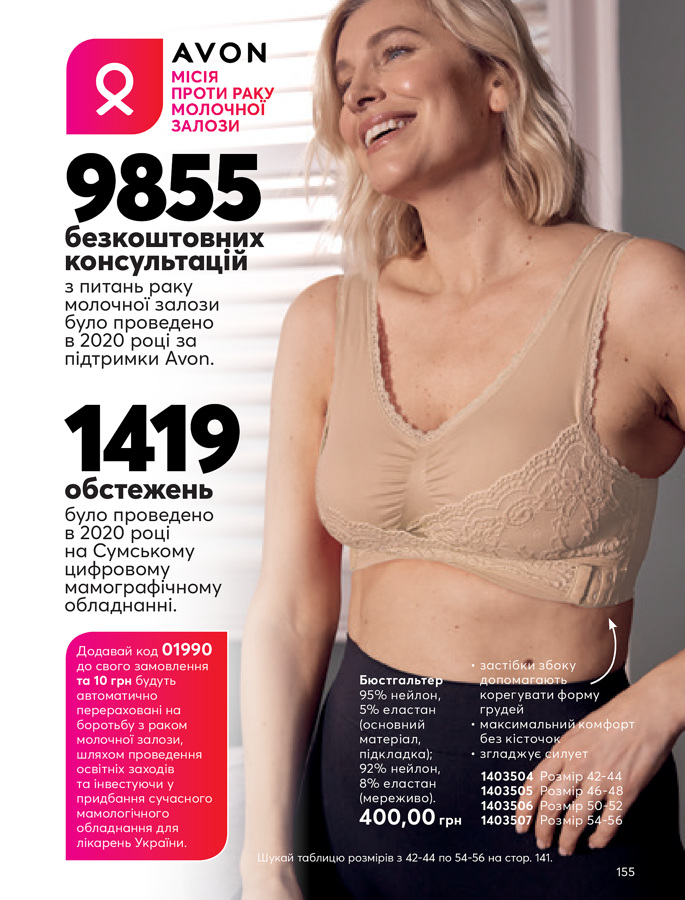 AVON
МІСІЯ
ПРОТИ РАКУ
МОЛОЧНОЇ
ЗАЛОЗИ
9855
безкоштовних
консультацій
з питань раку
молочної залози
було проведено
в 2020 році за
підтримки Avon.
1419
обстежень
було проведено
в 2020 році
на Сумському
цифровому
мамографічному
обладнанні.
Додавай код 01990
до свого замовлення
та 10 грн будуть
автоматично
перераховані на
боротьбу з раком
молочної залози,
шляхом проведення
освітніх заходів
та інвестуючи у
придбання сучасного
мамологічного
обладнання для
лікарень України.
Бюстгальтер
95% нейлон,
5% еластан
(основний
матеріал,
підкладка);
92% нейлон,
8% еластан
(мереживо).
400,00 грн
• застібки збоку
допомагають
корегувати форму
грудей
• максимальний комфорт
без кісточок
• згладжує силует
1403504 Розмір 42-44
1403505 Розмір 46-48
1403506 Розмір 50-52
1403507 Розмір 54-56
Шукай таблицю розмірів з 42-44 по 54-56 на стор. 141.
155